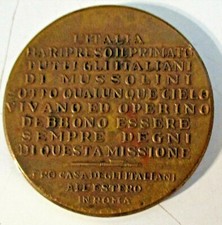 L'ITALIA
HA RIPRESO IL PRIMATO
TUTTI GLI ITALIANI
DI MUSSOLINI
SOTTO QUALUNQUE CIELO
VIVANO ED OPERINO
DEBBONO ESSERE
SEMPRE DEGNI
DI QUESTA MISSIONE
PRO CASA DEGLI ITALIANI
ALL'ESTERO
IN ROMA